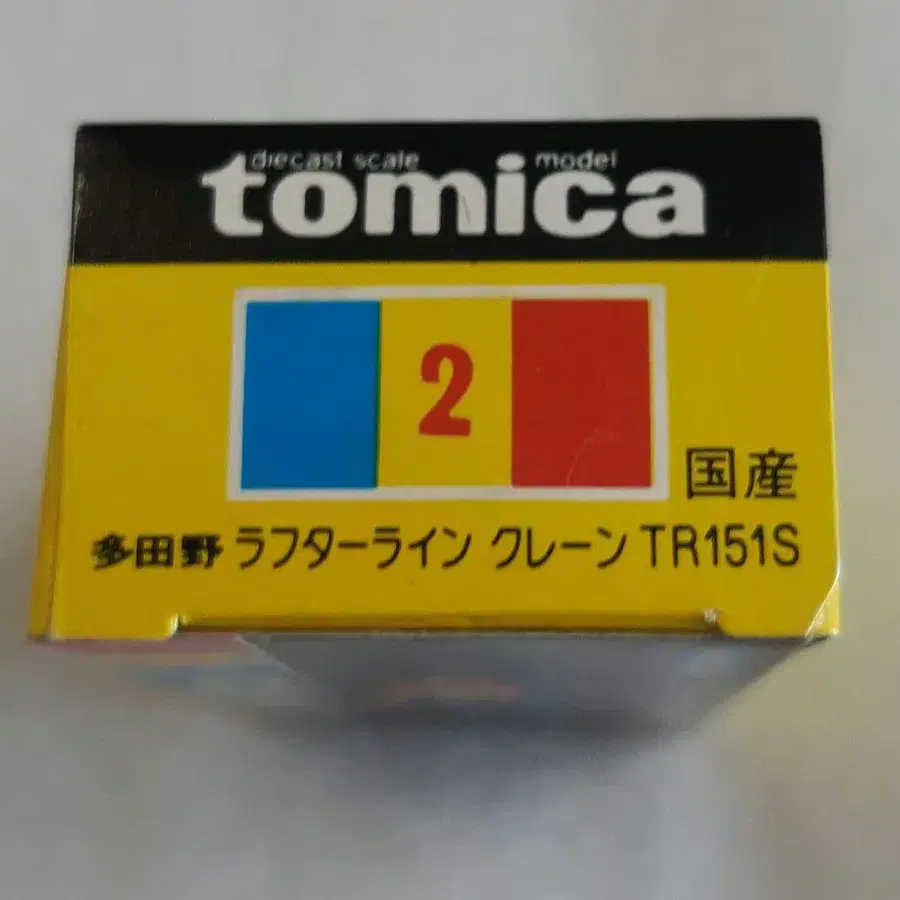 diecast scale model
tomica
2
国産
多田野 ラフターライン クレーン TR151S